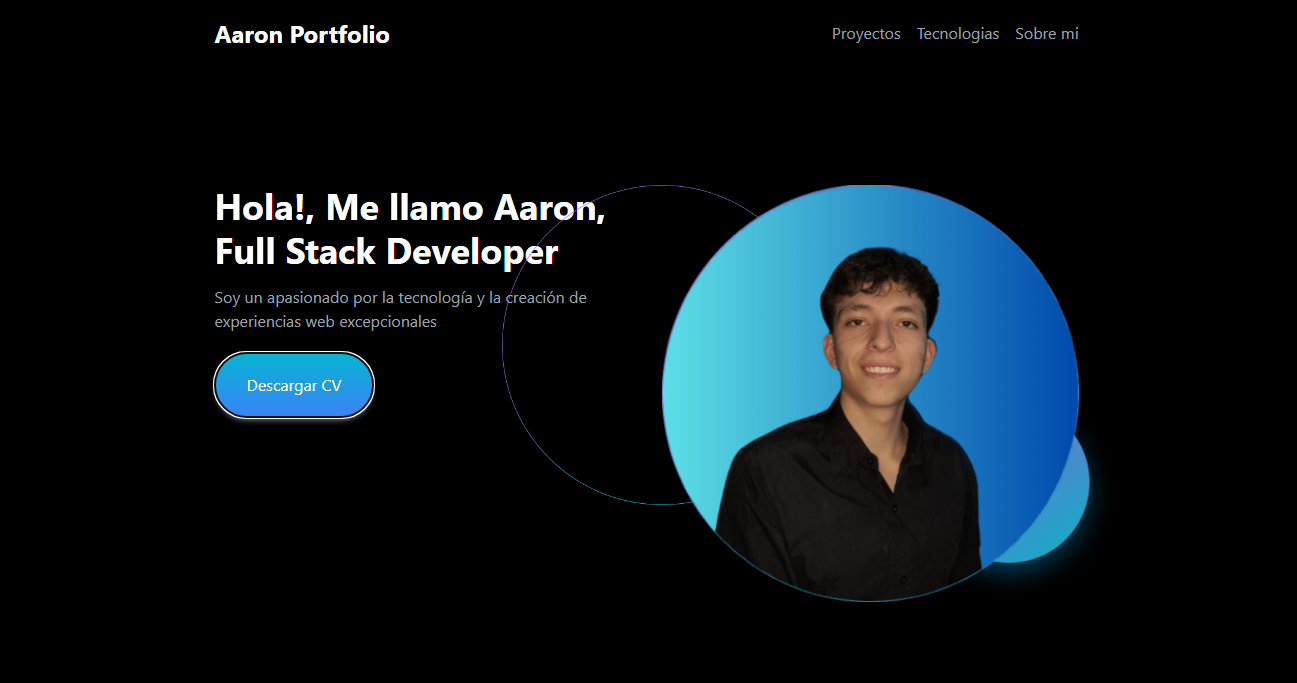 Aaron Portfolio
Proyectos Tecnologias Sobre mi
Hola!, Me llamo Aaron,
Full Stack Developer
Soy un apasionado por la tecnología y la creación de
experiencias web excepcionales
Descargar CV